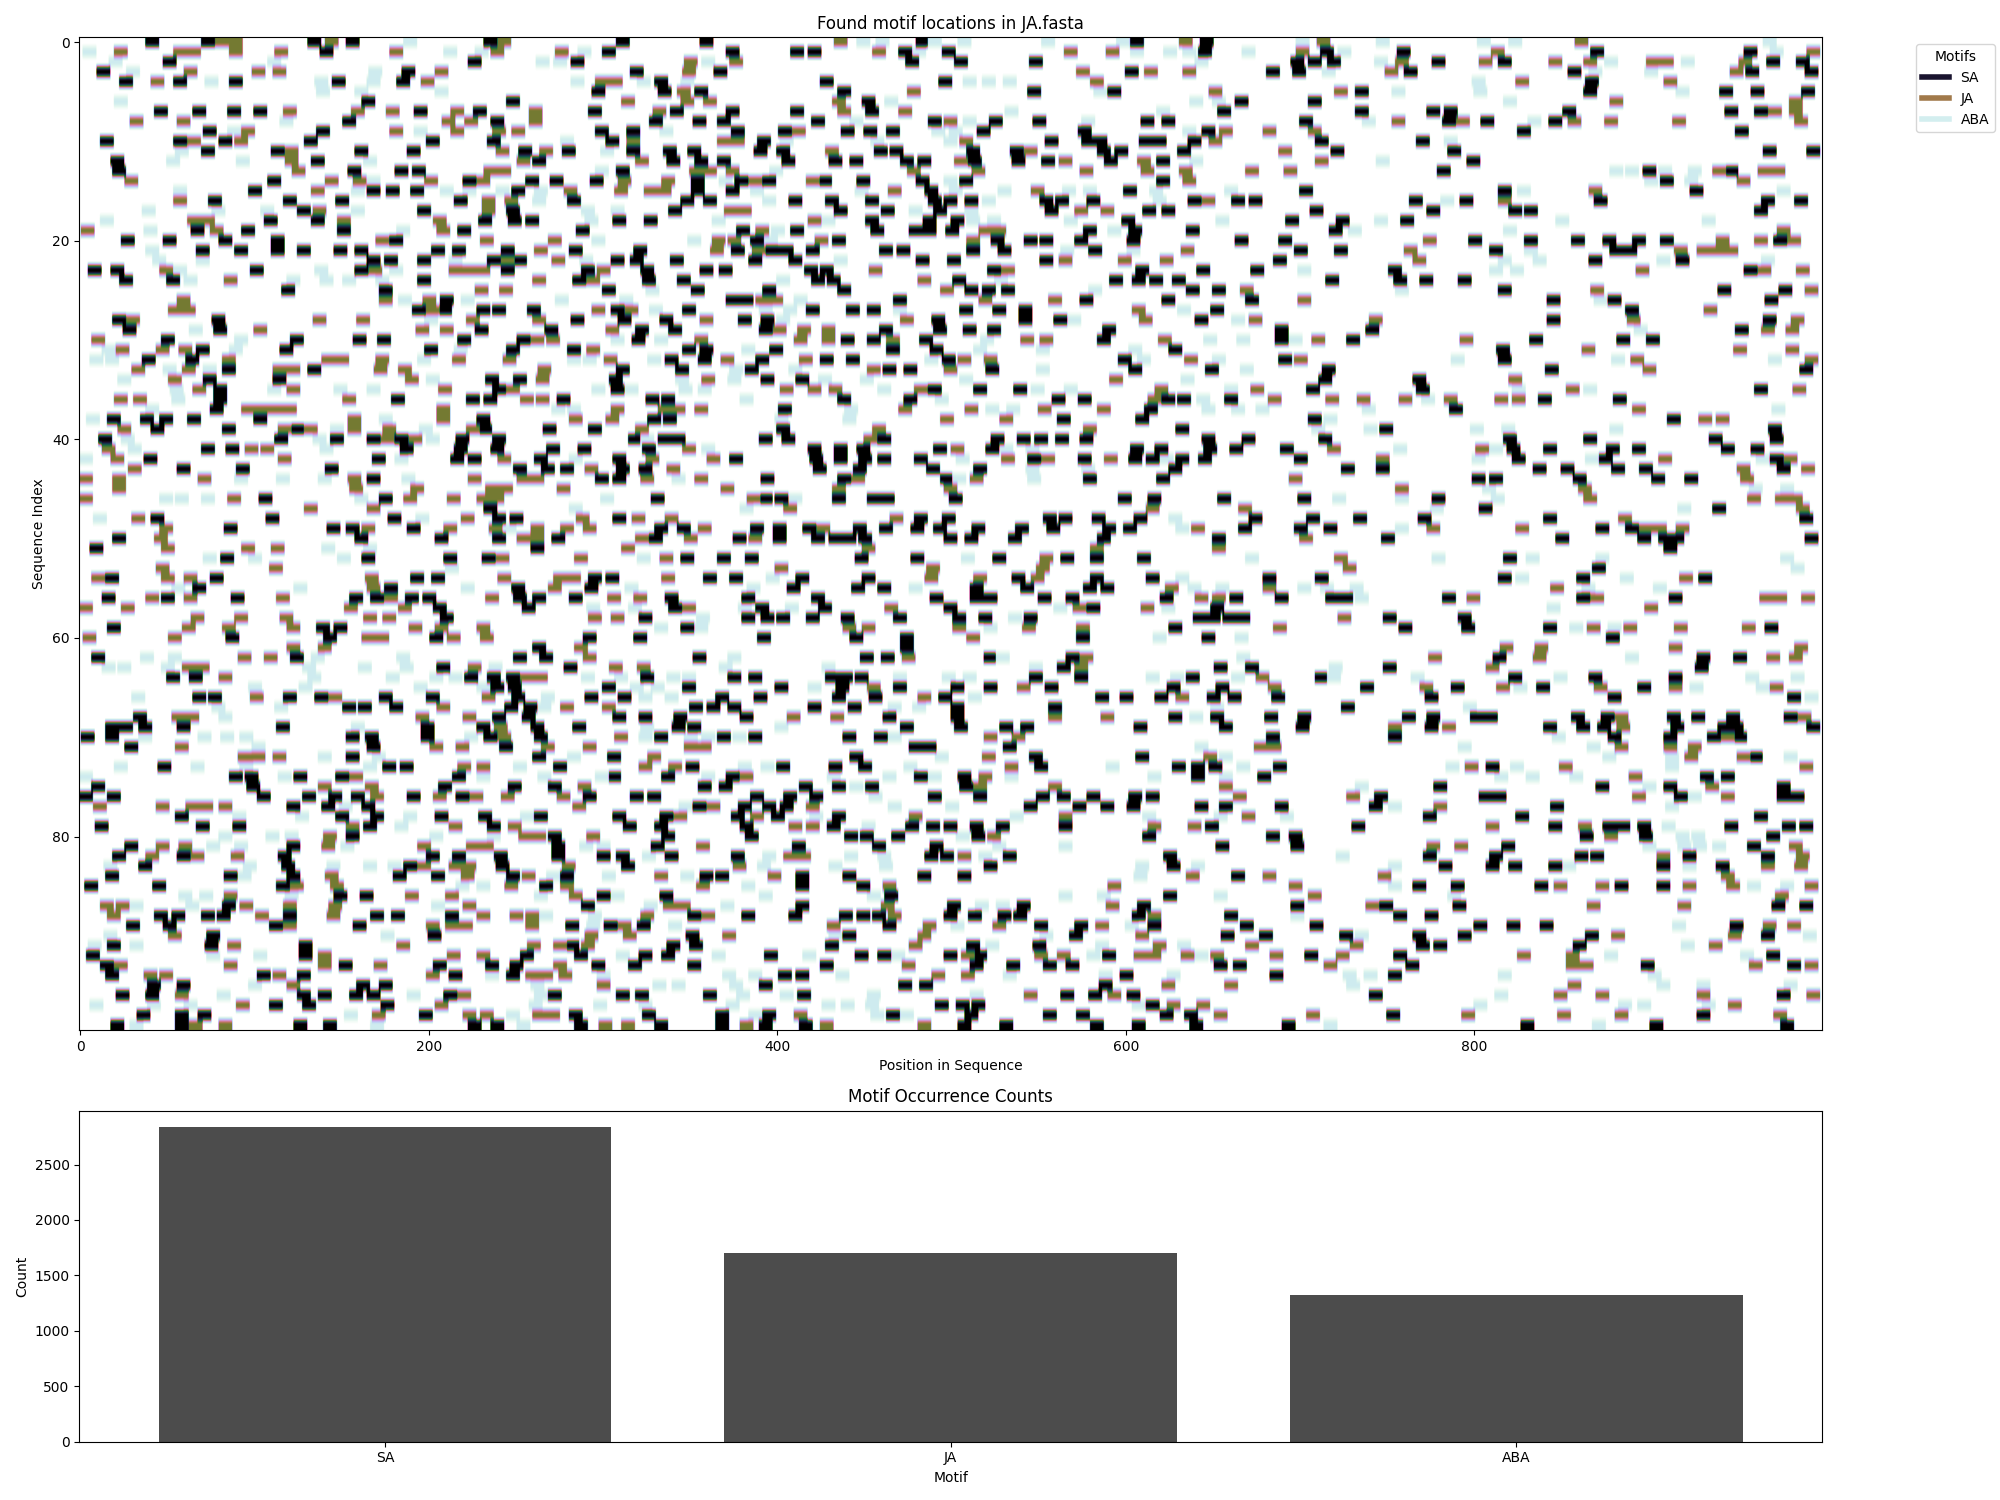 Found motif locations in JA.fasta
Motifs
SA
JA
ABA
0
20
40
60
80
Sequence Index
0 200 400 600 800
Position in Sequence
Motif Occurrence Counts
2500
2000
1500
1000
500
0
Count
SA JA ABA
Motif